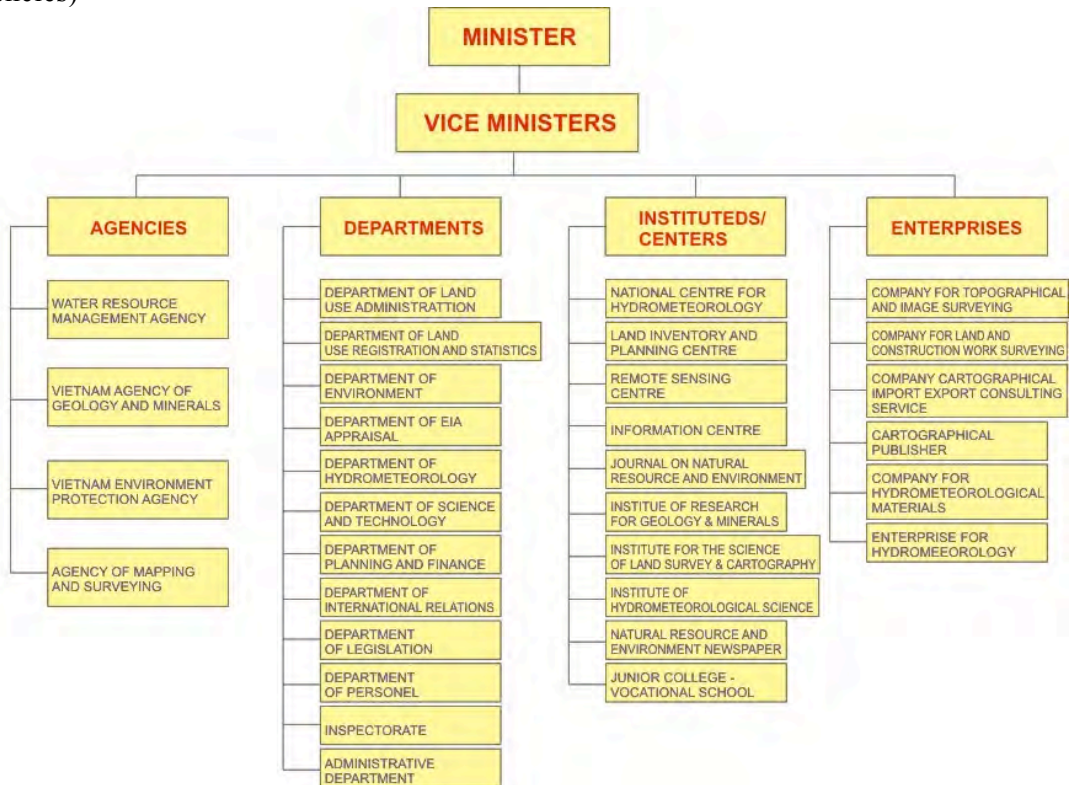 MINISTER
VICE MINISTERS
AGENCIES
WATER RESOURCE
MANAGEMENT AGENCY
VIETNAM AGENCY OF
GEOLOGY AND MINERALS
VIETNAM ENVIRONMENT
PROTECTION AGENCY
AGENCY OF MAPPING
AND SURVEYING
DEPARTMENTS
DEPARTMENT OF LAND
USE ADMINISTRATTION
DEPARTMENT OF LAND
USE REGISTRATION AND STATISTICS
DEPARTMENT OF
ENVIRONMENT
DEPARTMENT OF EIA
APPRAISAL
DEPARTMENT OF
HYDROMETEOROLOGY
DEPARTMENT OF SCIENCE
AND TECHNOLOGY
DEPARTMENT OF
PLANNING AND FINANCE
DEPARTMENT OF
INTERNATIONAL RELATIONS
DEPARTMENT
OF LEGISLATION
DEPARTMENT
OF PERSONEL
INSPECTORATE
ADMINISTRATIVE
DEPARTMENT
INSTITUTEDS/
CENTERS
NATIONAL CENTRE FOR
HYDROMETEOROLOGY
LAND INVENTORY AND
PLANNING CENTRE
REMOTE SENSING
CENTRE
INFORMATION CENTRE
JOURNAL ON NATURAL
RESOURCE AND ENVIRONMENT
INSTITUE OF RESEARCH
FOR GEOLOGY & MINERALS
INSTITUTE FOR THE SCIENCE
OF LAND SURVEY & CARTOGRAPHY
INSTITUTE OF
HYDROMETEOROLOGICAL SCIENCE
NATURAL RESOURCE AND
ENVIRONMENT NEWSPAPER
JUNIOR COLLEGE -
VOCATIONAL SCHOOL
ENTERPRISES
COMPANY FOR TOPOGRAPHICAL
AND IMAGE SURVEYING
COMPANY FOR LAND AND
CONSTRUCTION WORK SURVEYING
COMPANY CARTOGRAPHICAL
IMPORT EXPORT CONSULTING
SERVICE
CARTOGRAPHICAL
PUBLISHER
COMPANY FOR
HYDROMETEOROLOGICAL
MATERIALS
ENTERPRISE FOR
HYDROMEEOROLOGY